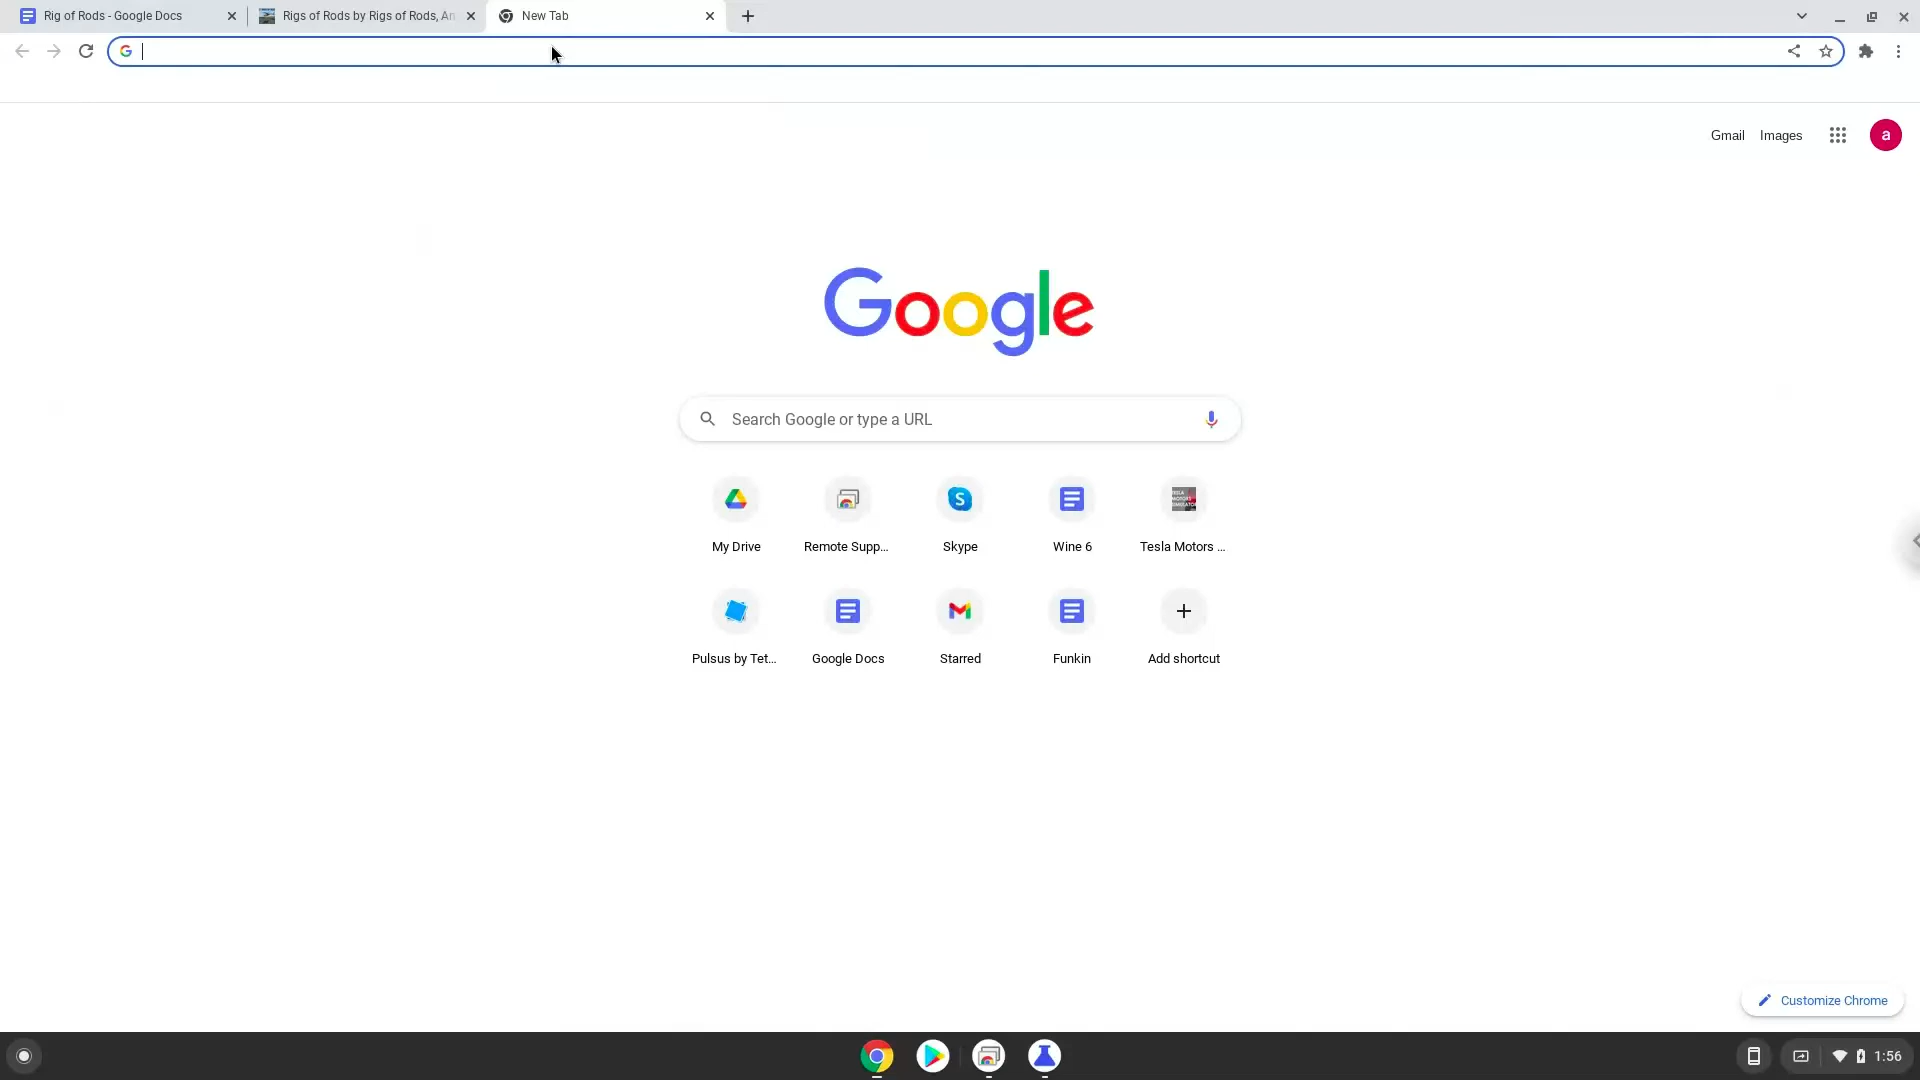 Rig of Rods - Google Docs
Rigs of Rods by Rigs of Rods, An
New Tab
Gmail Images a
Google
Search Google or type a URL
My Drive Remote Supp... Skype Wine 6 Tesla Motors ...
Pulsus by Tet... Google Docs Starred Funkin Add shortcut
Customize Chrome
1:56